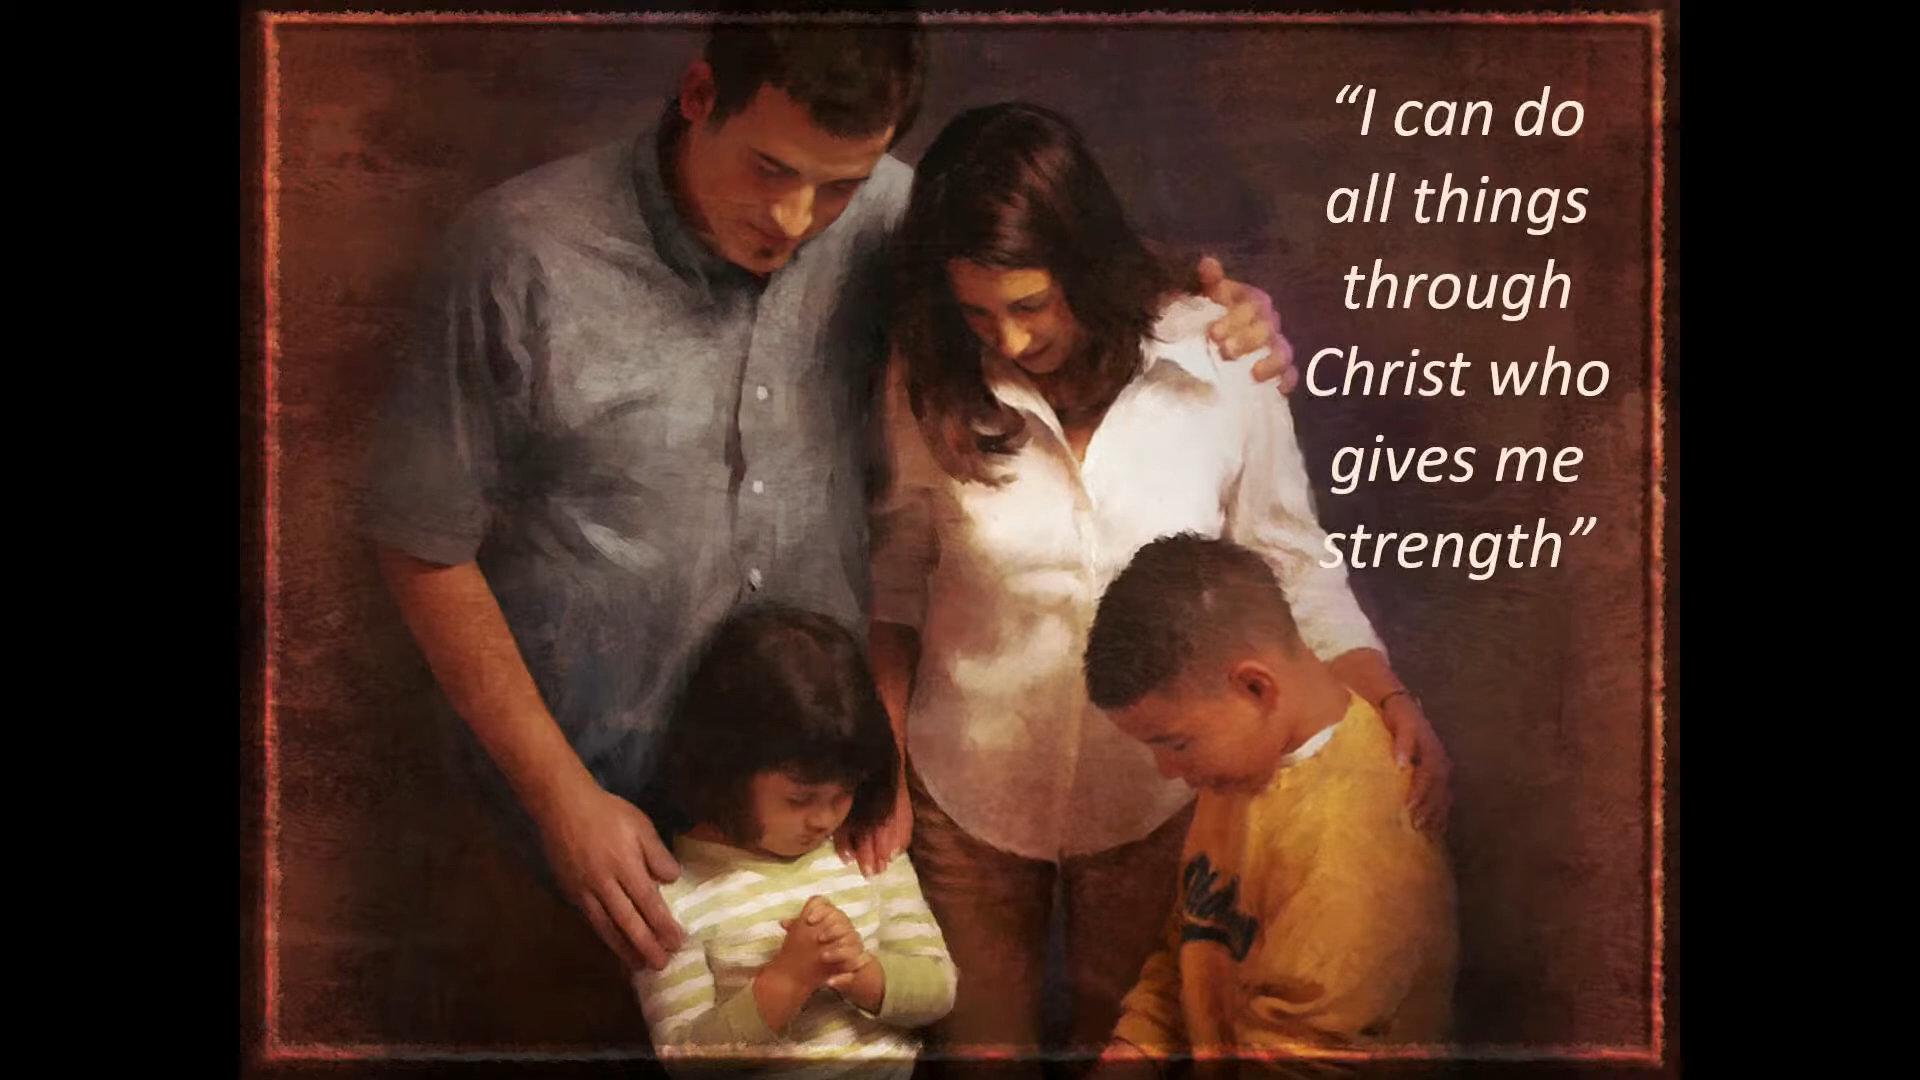 “I can do
all things
through
Christ who
gives me
strength”